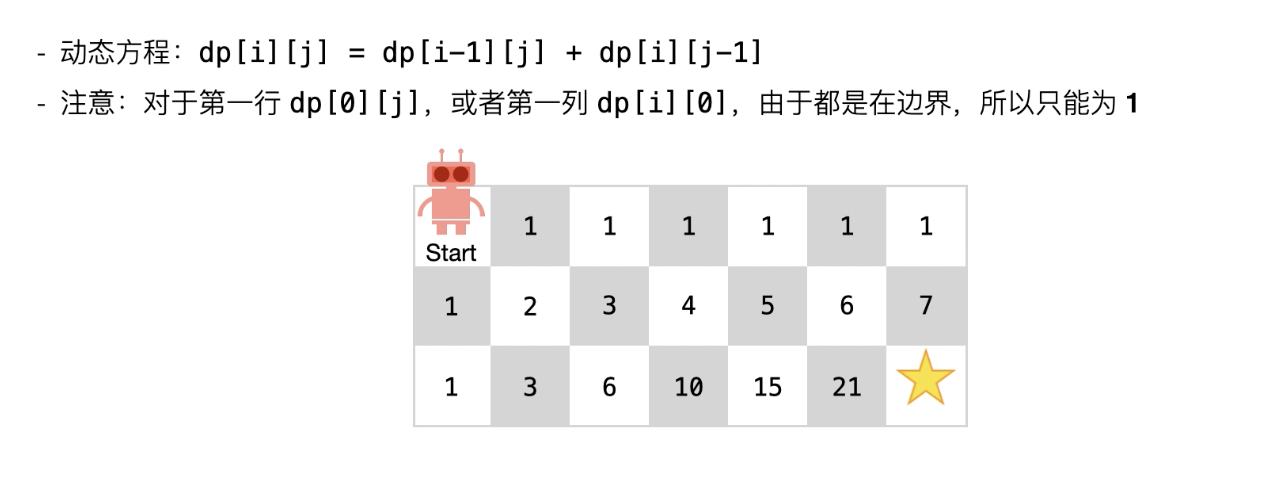 - 动态方程：dp[i][j] = dp[i-1][j] + dp[i][j-1]
- 注意：对于第一行 dp[0][j]，或者第一列 dp[i][0]，由于都是在边界，所以只能为 1
Start 1 1 1 1 1 1
1 2 3 4 5 6 7
1 3 6 10 15 21